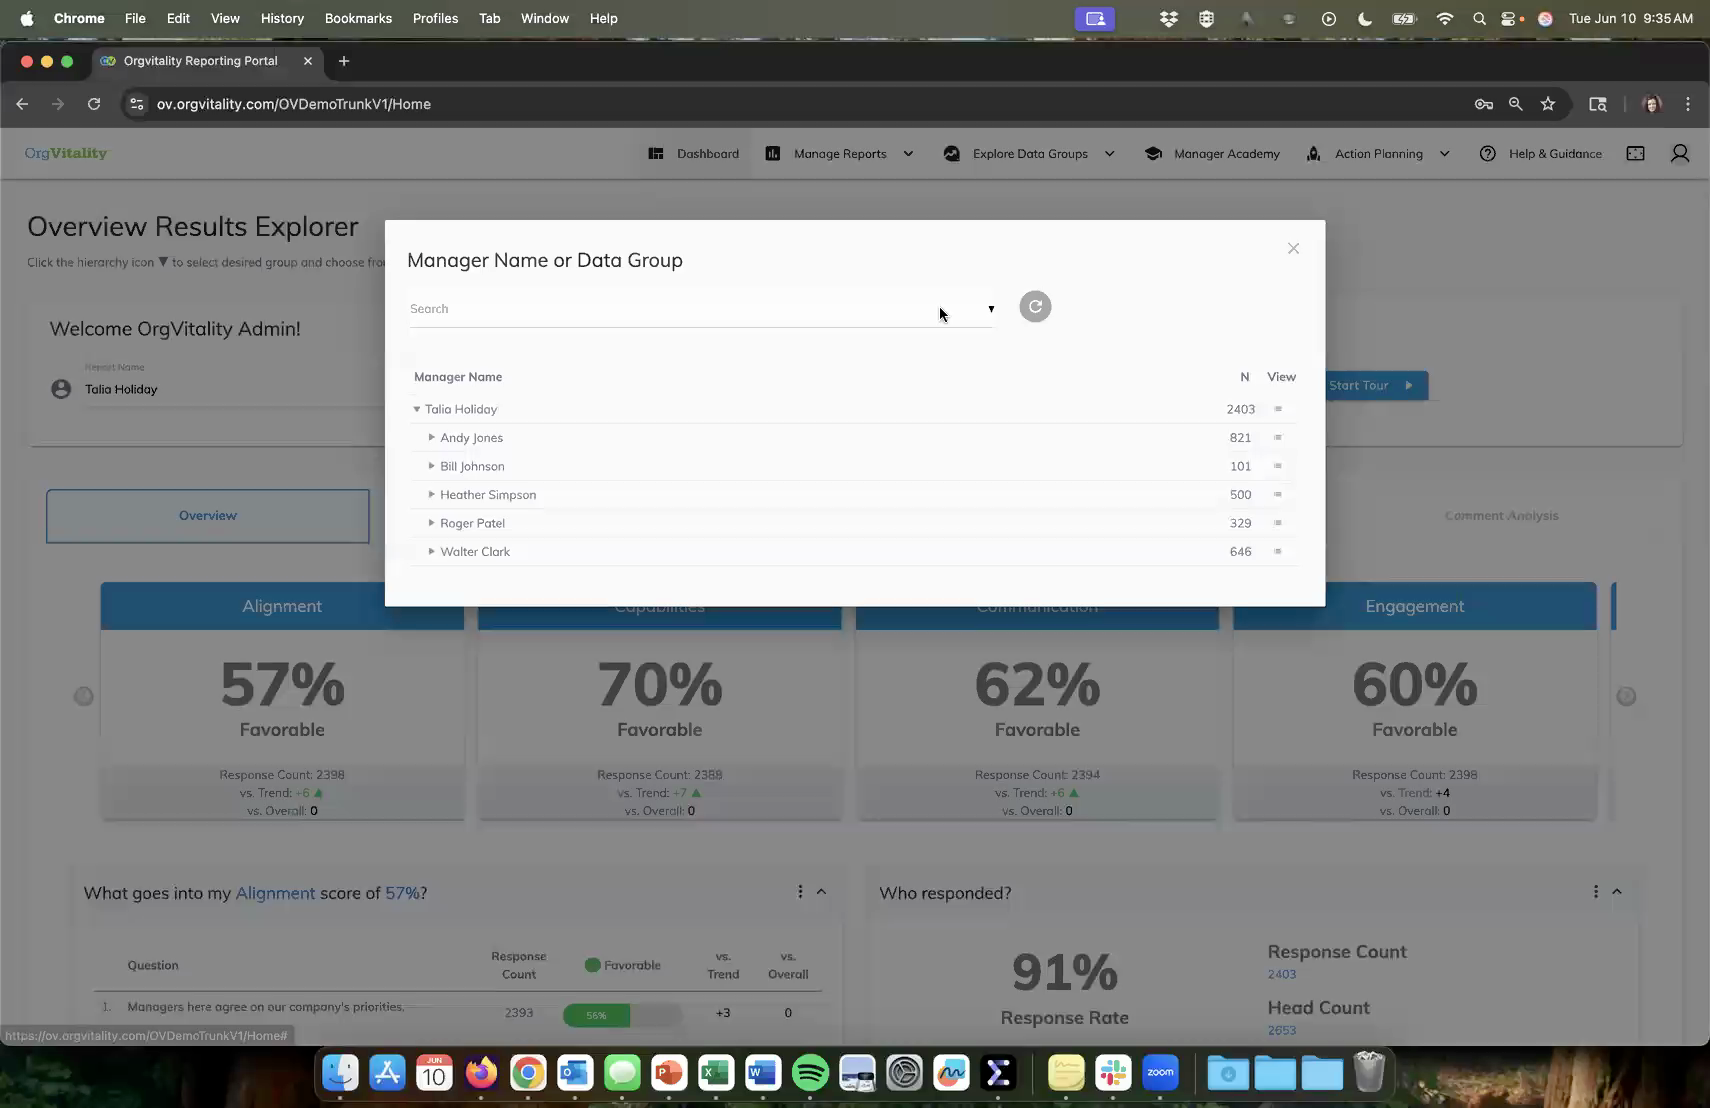 Chrome File Edit View History Bookmarks Profiles Tab Window Help Tue Jun 10 9:35 AM
Orgvitality Reporting Portal
ov.orgvitality.com/OVDemoTrunkV1/Home
OrgVitality Dashboard Manage Reports Explore Data Groups Manager Academy Action Planning Help & Guidance
Overview Results Explorer
Click the hierarchy icon ▼ to select desired group and choose
Welcome OrgVitality Admin!
Report Name
Talia Holiday
Start Tour
Manager Name or Data Group
Search
Manager Name N View
Talia Holiday 2403
Andy Jones 821
Bill Johnson 101
Heather Simpson 500
Roger Patel 329
Walter Clark 646
Overview
Comment Analysis
Alignment Capabilities Communication Engagement
57% 70% 62% 60%
Favorable Favorable Favorable Favorable
Response Count: 2398 Response Count: 2388 Response Count: 2394 Response Count: 2398
vs. Trend: +6 ▲ vs. Trend: +7 ▲ vs. Trend: +6 ▲ vs. Trend: +4
vs. Overall: 0 vs. Overall: 0 vs. Overall: 0 vs. Overall: 0
What goes into my Alignment score of 57%?
Question Response Count Favorable vs. Trend vs. Overall
1. Managers here agree on our company's priorities. 2393 56% +3 0
Who responded?
91%
Response Rate
Response Count
2403
Head Count
2653
https://ov.orgvitality.com/OVDemoTrunkV1/Home#
JUN
10
zoom